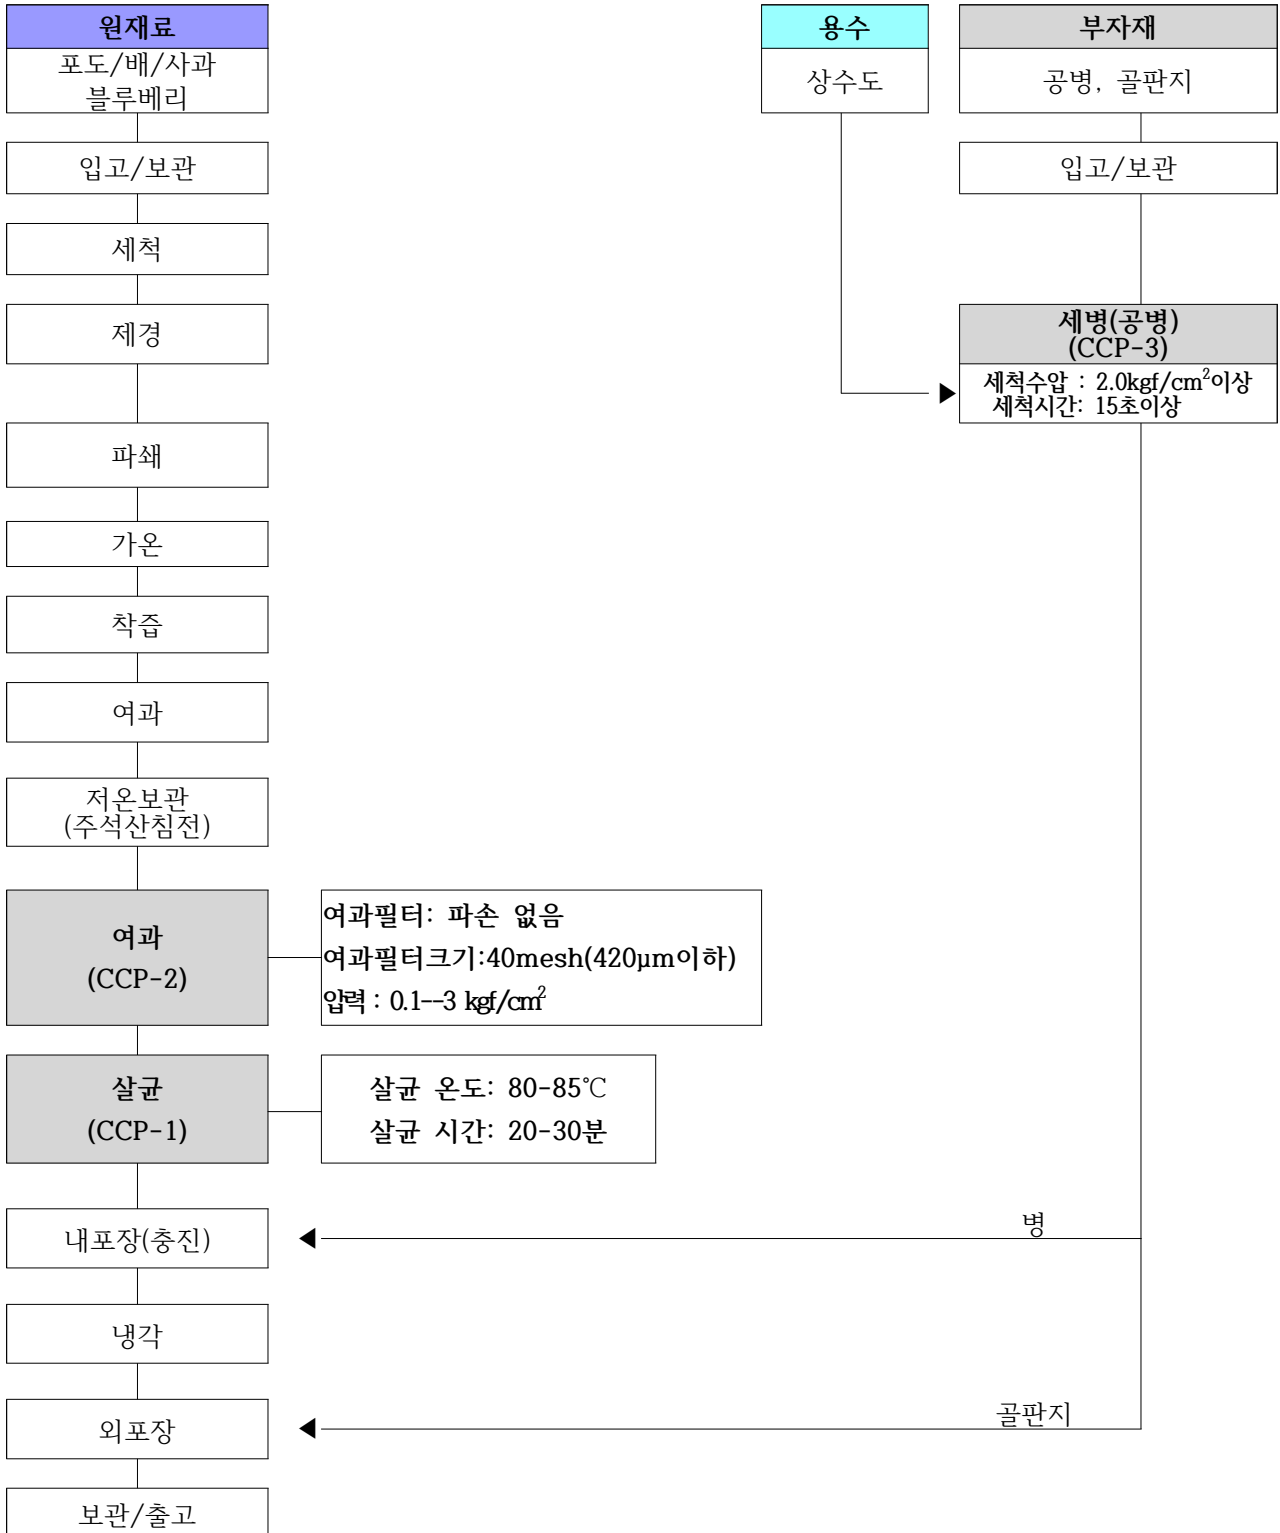 원재료
포도/배/사과
블루베리
용수
상수도
부자재
공병, 골판지
입고/보관
입고/보관
세척
제경
세병(공병)
(CCP-3)
세척수압 : 2.0kgf/cm²이상
세척시간: 15초이상
파쇄
가온
착즙
여과
저온보관
(주석산침전)
여과
(CCP-2)
여과필터: 파손 없음
여과필터크기:40mesh(420μm이하)
압력 : 0.1--3 kgf/cm²
살균
(CCP-1)
살균 온도: 80-85℃
살균 시간: 20-30분
내포장(충진)
병
냉각
외포장
골판지
보관/출고